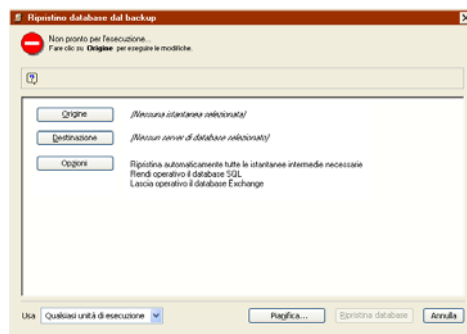 Ripristino database dal backup
Non pronto per l'esecuzione...
Fare clic su Origine per eseguire le modifiche.
Origine
[Nessuna istantanea selezionata]
Destinazione
[Nessun server di database selezionato]
Opzioni
Ripristina automaticamente tutte le istantanee intermedie necessarie
Rendi operativo il database SQL
Lascia operativo il database Exchange
Usa Qualsiasi unità di esecuzione
Pianifica...
Ripristina database
Annulla